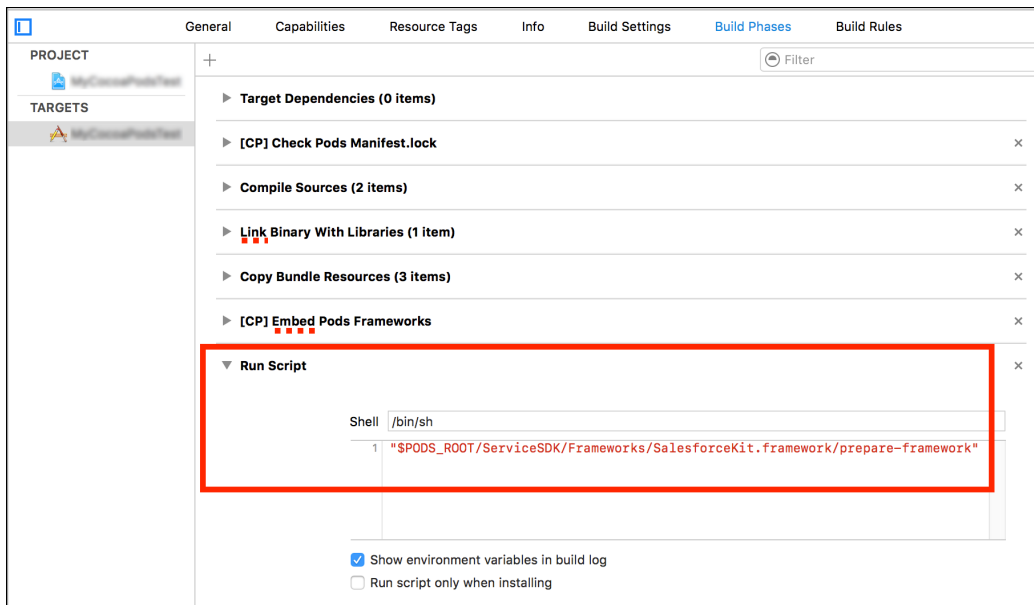 General Capabilities Resource Tags Info Build Settings Build Phases Build Rules
PROJECT
Filter
TARGETS
Target Dependencies (0 items)
[CP] Check Pods Manifest.lock
Compile Sources (2 items)
Link Binary With Libraries (1 item)
Copy Bundle Resources (3 items)
[CP] Embed Pods Frameworks
Run Script
Shell /bin/sh
1 "$PODS_ROOT/ServiceSDK/Frameworks/SalesforceKit.framework/prepare-framework"
Show environment variables in build log
Run script only when installing